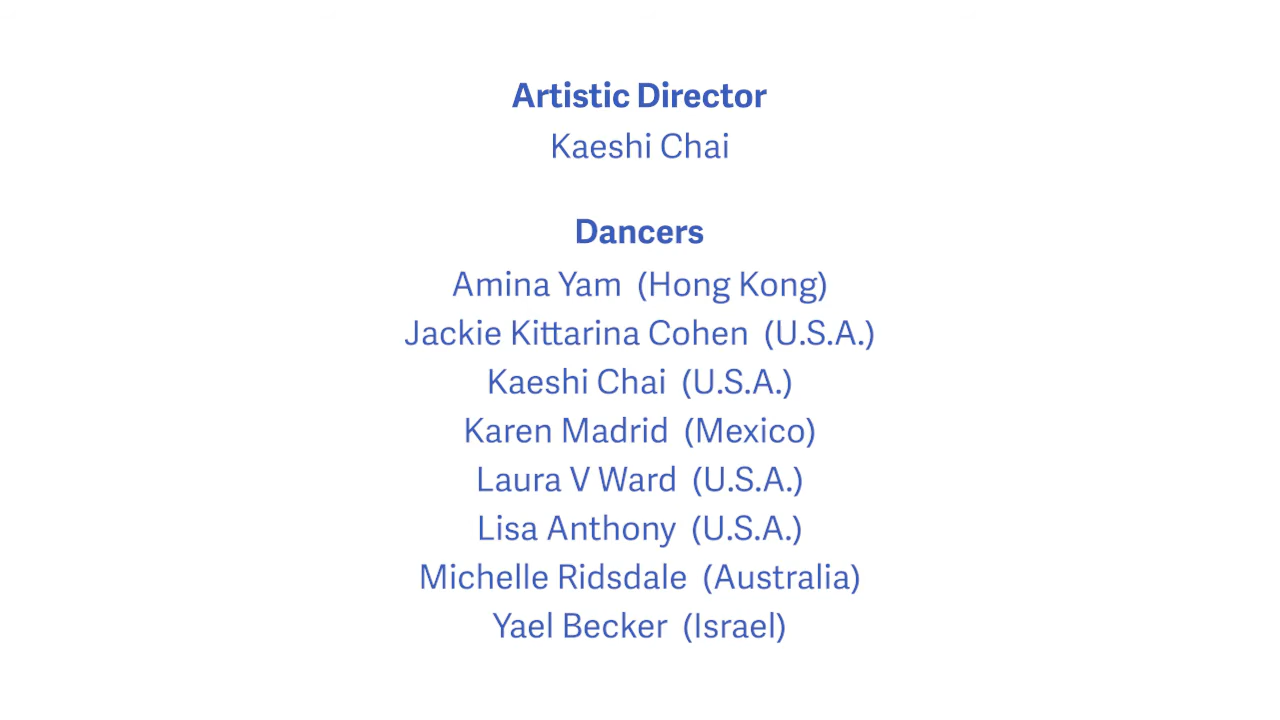 Artistic Director
Kaeshi Chai
Dancers
Amina Yam (Hong Kong)
Jackie Kittarina Cohen (U.S.A.)
Kaeshi Chai (U.S.A.)
Karen Madrid (Mexico)
Laura V Ward (U.S.A.)
Lisa Anthony (U.S.A.)
Michelle Ridsdale (Australia)
Yael Becker (Israel)